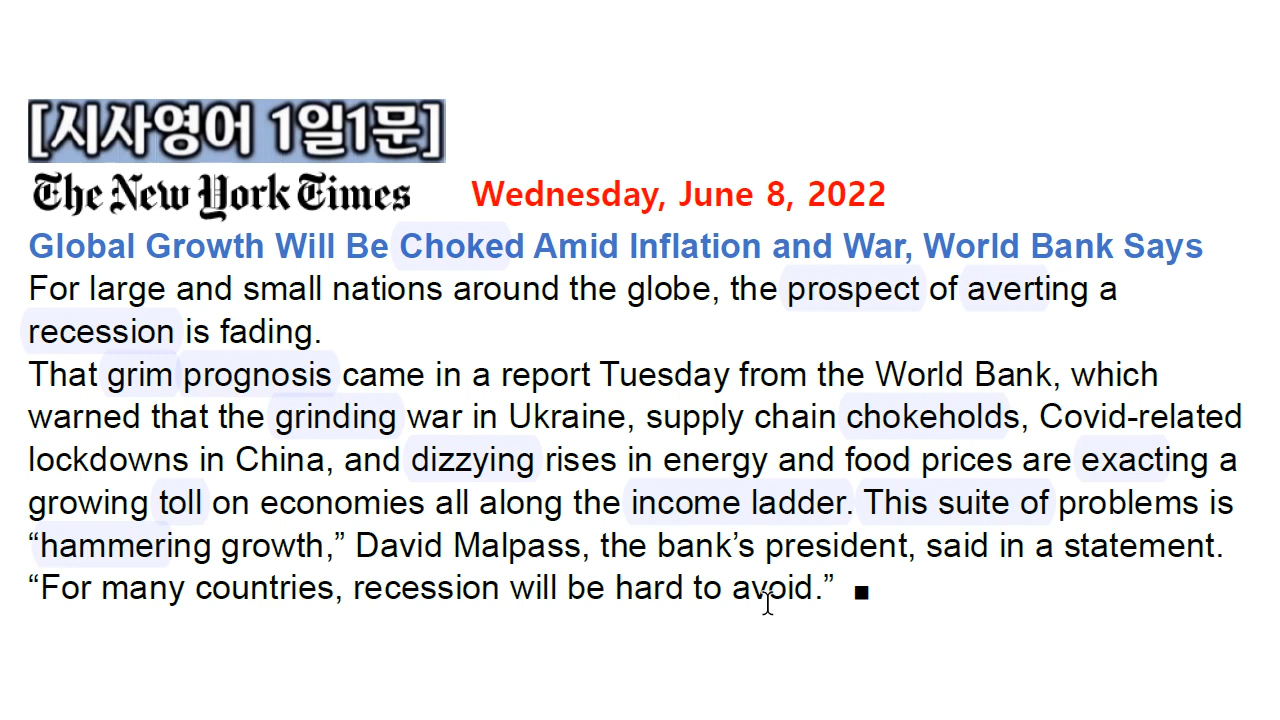 [시사영어 1일1문]
The New York Times Wednesday, June 8, 2022
Global Growth Will Be Choked Amid Inflation and War, World Bank Says
For large and small nations around the globe, the prospect of averting a
recession is fading.
That grim prognosis came in a report Tuesday from the World Bank, which
warned that the grinding war in Ukraine, supply chain chokeholds, Covid-related
lockdowns in China, and dizzying rises in energy and food prices are exacting a
growing toll on economies all along the income ladder. This suite of problems is
“hammering growth,” David Malpass, the bank’s president, said in a statement.
“For many countries, recession will be hard to avoid.” ■